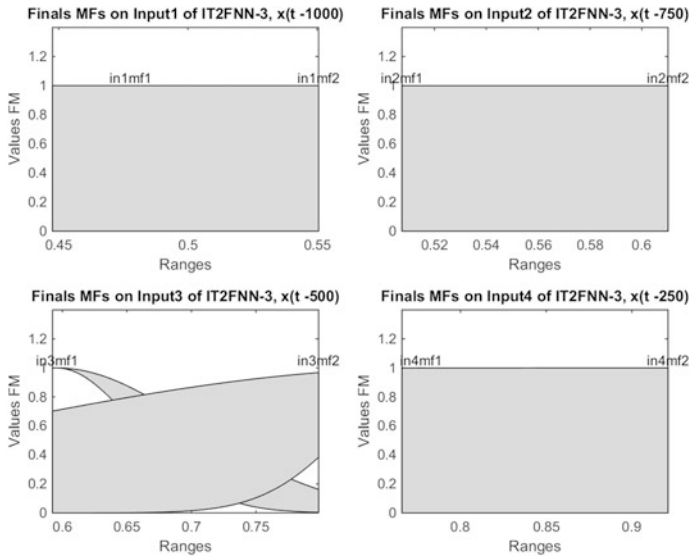 Finals MFs on Input1 of IT2FNN-3, x(t -1000)
in1mf1 in1mf2
1.2
1
0.8
0.6
0.4
0.2
0
Values FM
0.45 0.5 0.55
Ranges
Finals MFs on Input2 of IT2FNN-3, x(t -750)
in2mf1 in2mf2
1.2
1
0.8
0.6
0.4
0.2
0
Values FM
0.52 0.54 0.56 0.58 0.6
Ranges
Finals MFs on Input3 of IT2FNN-3, x(t -500)
in3mf1 in3mf2
1.2
1
0.8
0.6
0.4
0.2
0
Values FM
0.6 0.65 0.7 0.75
Ranges
Finals MFs on Input4 of IT2FNN-3, x(t -250)
in4mf1 in4mf2
1.2
1
0.8
0.6
0.4
0.2
0
Values FM
0.8 0.85 0.9
Ranges